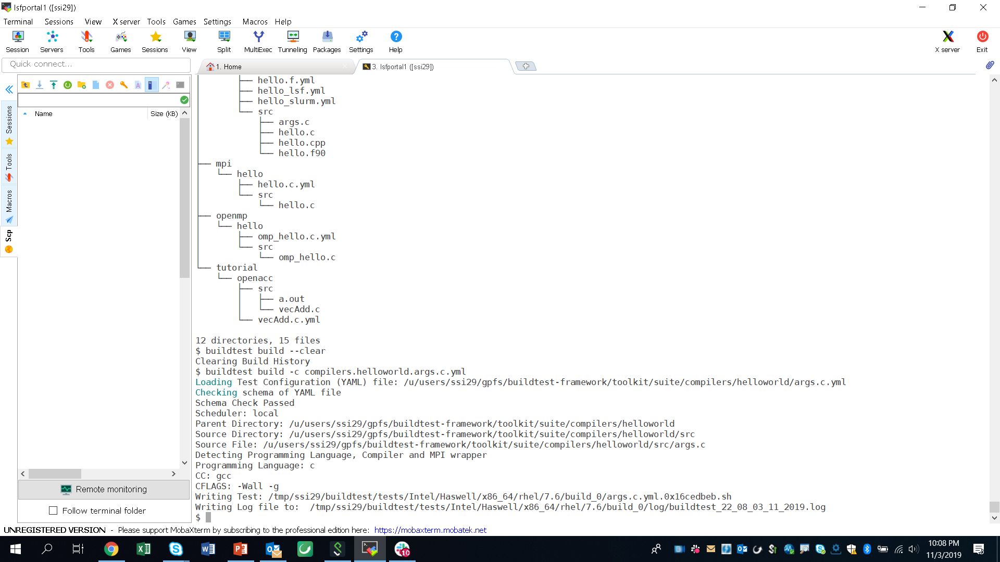 lsfportal1 ([ssi29])
Terminal Sessions View X server Tools Games Settings Macros Help
Session Servers Tools Games Sessions View Split MultiExec Tunneling Packages Settings Help X server Exit
Quick connect...
1. Home
3. lsfportal1 ([ssi29])
Name Size (KB)
Sessions
Tools
Macros
Scp
├── hello.f.yml
├── hello_lsf.yml
├── hello_slurm.yml
└── src
├── args.c
├── hello.c
├── hello.cpp
└── hello.f90
├── mpi
└── hello
├── hello.c.yml
└── src
└── hello.c
├── openmp
└── hello
├── omp_hello.c.yml
└── src
└── omp_hello.c
└── tutorial
└── openacc
├── src
├── a.out
└── vecAdd.c
└── vecAdd.c.yml
12 directories, 15 files
$ buildtest build --clear
Clearing Build History
$ buildtest build -c compilers.helloworld.args.c.yml
Loading Test Configuration (YAML) file: /u/users/ssi29/gpfs/buildtest-framework/toolkit/suite/compilers/helloworld/args.c.yml
Checking schema of YAML file
Schema Check Passed
Scheduler: local
Parent Directory: /u/users/ssi29/gpfs/buildtest-framework/toolkit/suite/compilers/helloworld
Source Directory: /u/users/ssi29/gpfs/buildtest-framework/toolkit/suite/compilers/helloworld/src
Source File: /u/users/ssi29/gpfs/buildtest-framework/toolkit/suite/compilers/helloworld/src/args.c
Detecting Programming Language, Compiler and MPI wrapper
Programming Language: c
CC: gcc
CFLAGS: -Wall -g
Writing Test: /tmp/ssi29/buildtest/tests/Intel/Haswell/x86_64/rhel/7.6/build_0/args.c.yml.0x16cedbeb.sh
Writing Log file to:  /tmp/ssi29/buildtest/tests/Intel/Haswell/x86_64/rhel/7.6/build_0/log/buildtest_22_08_03_11_2019.log
$
Remote monitoring
Follow terminal folder
UNREGISTERED VERSION - Please support MobaXterm by subscribing to the professional edition here: https://mobaxterm.mobatek.net
10
10:08 PM
11/3/2019